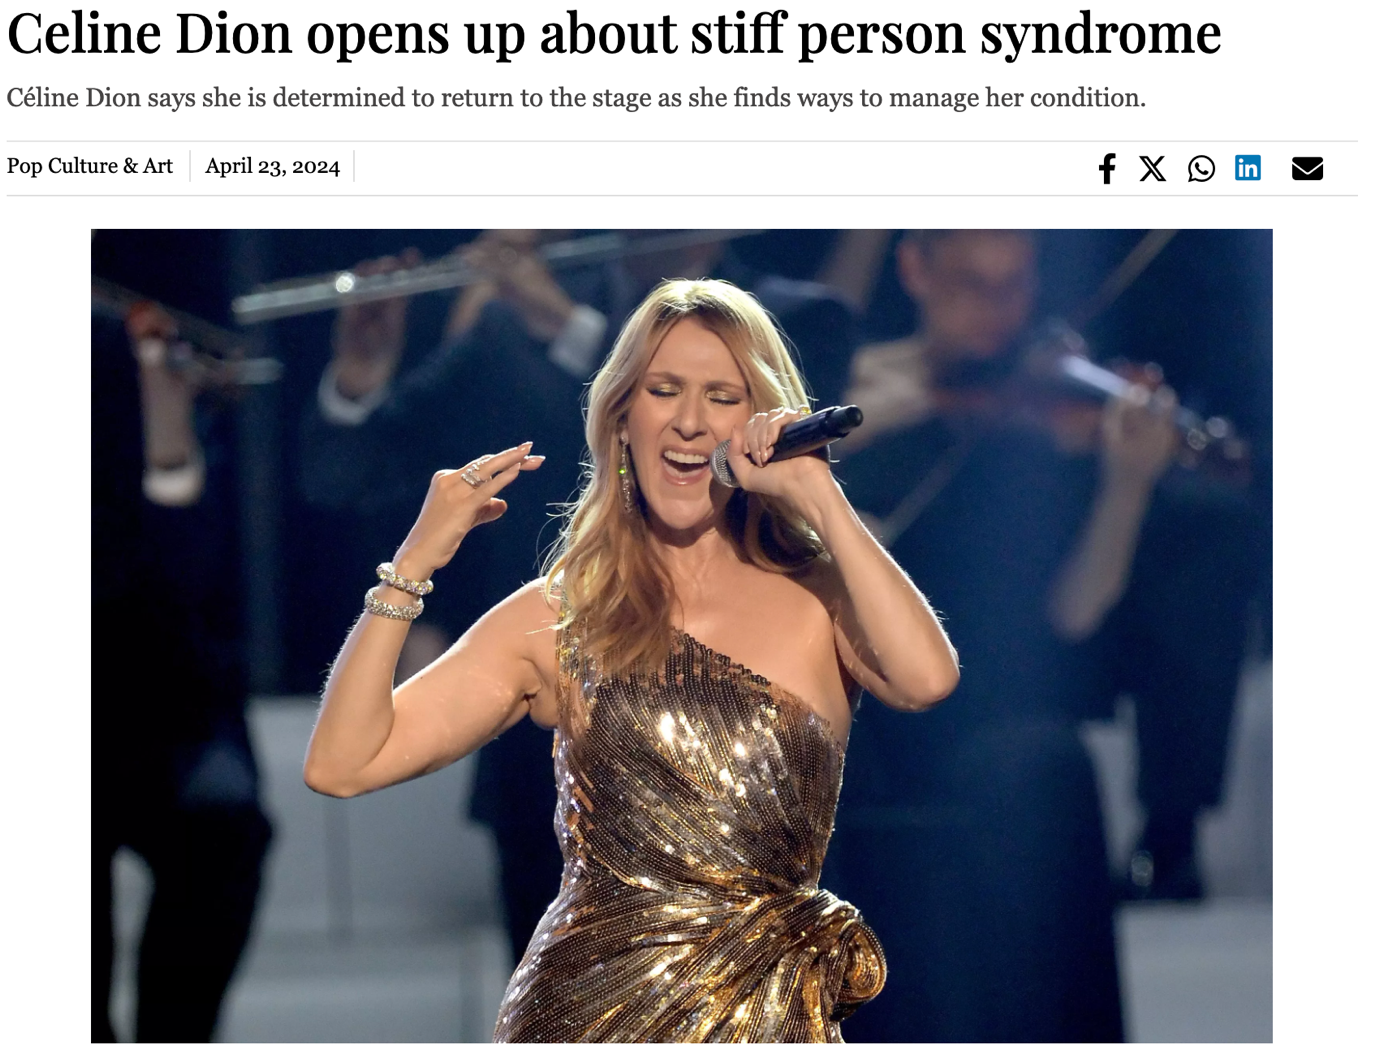 Celine Dion opens up about stiff person syndrome
Céline Dion says she is determined to return to the stage as she finds ways to manage her condition.
Pop Culture & Art
April 23, 2024
in